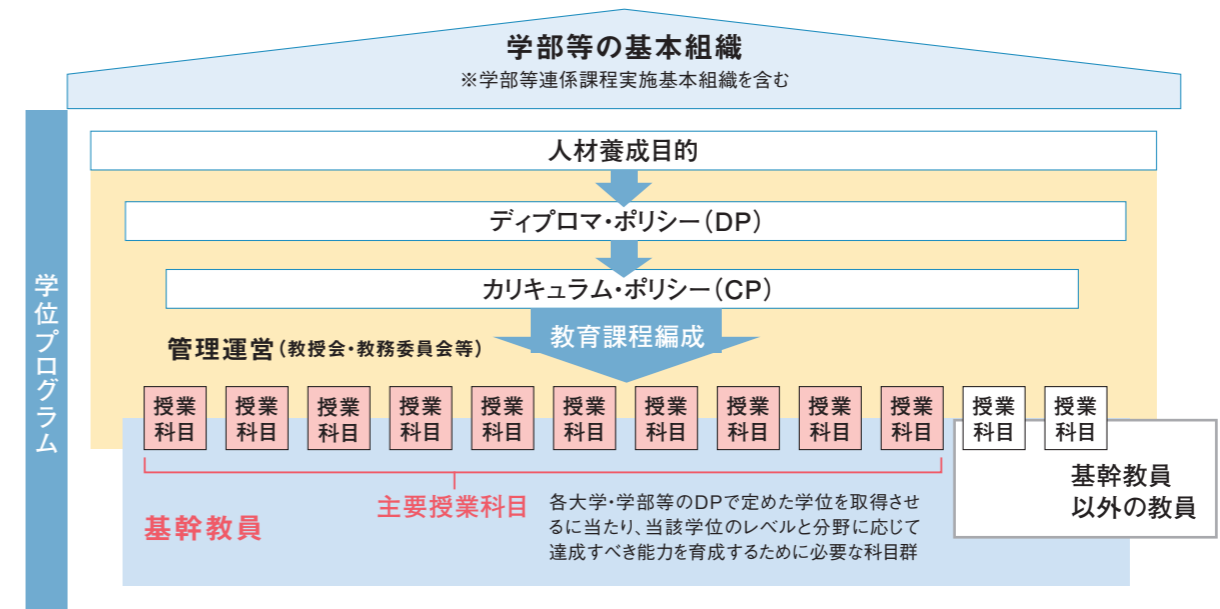 学部等の基本組織
※学部等連係課程実施基本組織を含む
学位プログラム
人材養成目的
ディプロマ・ポリシー（DP）
カリキュラム・ポリシー（CP）
教育課程編成
管理運営（教授会・教務委員会等）
授業
科目
授業
科目
授業
科目
授業
科目
授業
科目
授業
科目
授業
科目
授業
科目
授業
科目
授業
科目
授業
科目
授業
科目
主要授業科目
基幹教員
各大学・学部等のDPで定めた学位を取得させ
るに当たり、当該学位のレベルと分野に応じて
達成すべき能力を育成するために必要な科目群
基幹教員
以外の教員